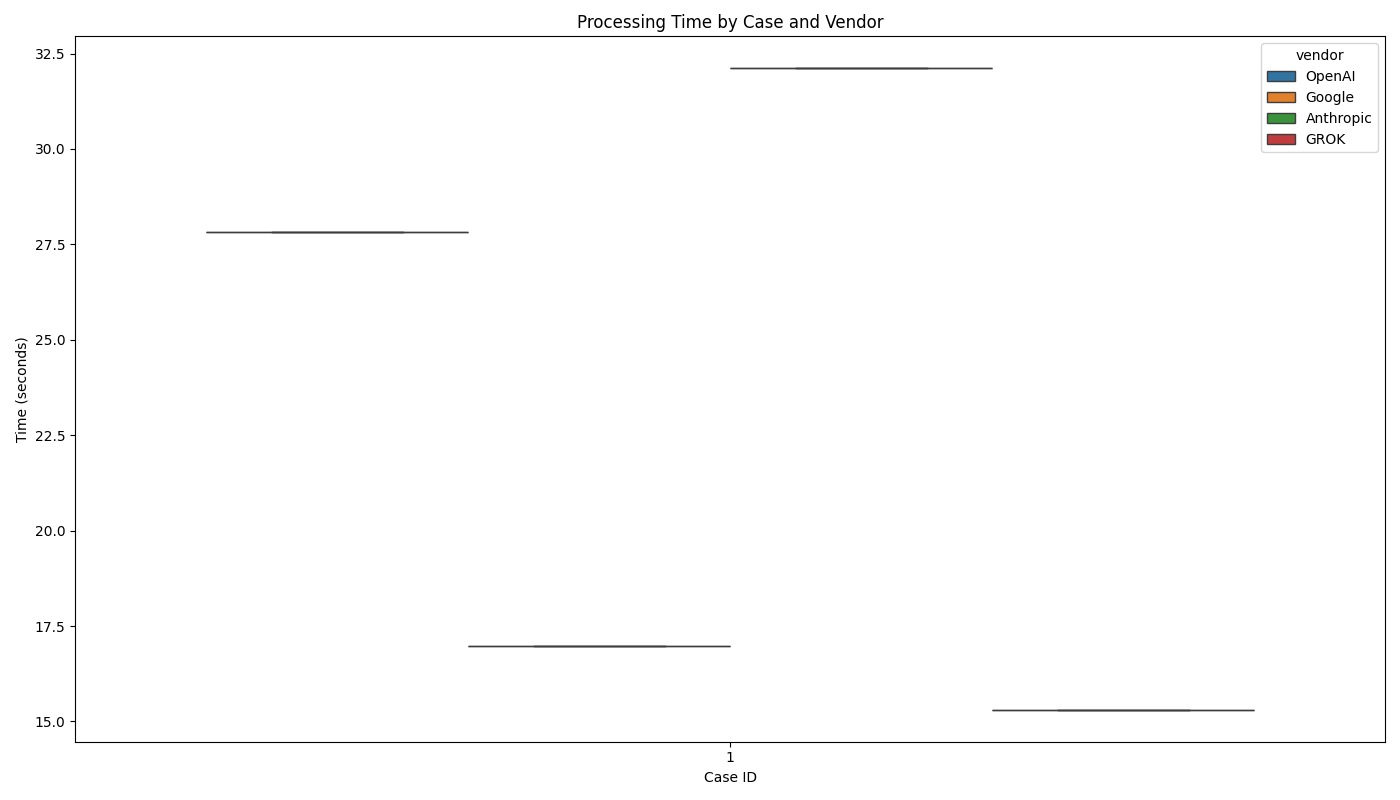 Processing Time by Case and Vendor
32.5
30.0
27.5
25.0
22.5
20.0
17.5
15.0
Time (seconds)
1
Case ID
vendor
OpenAI
Google
Anthropic
GROK